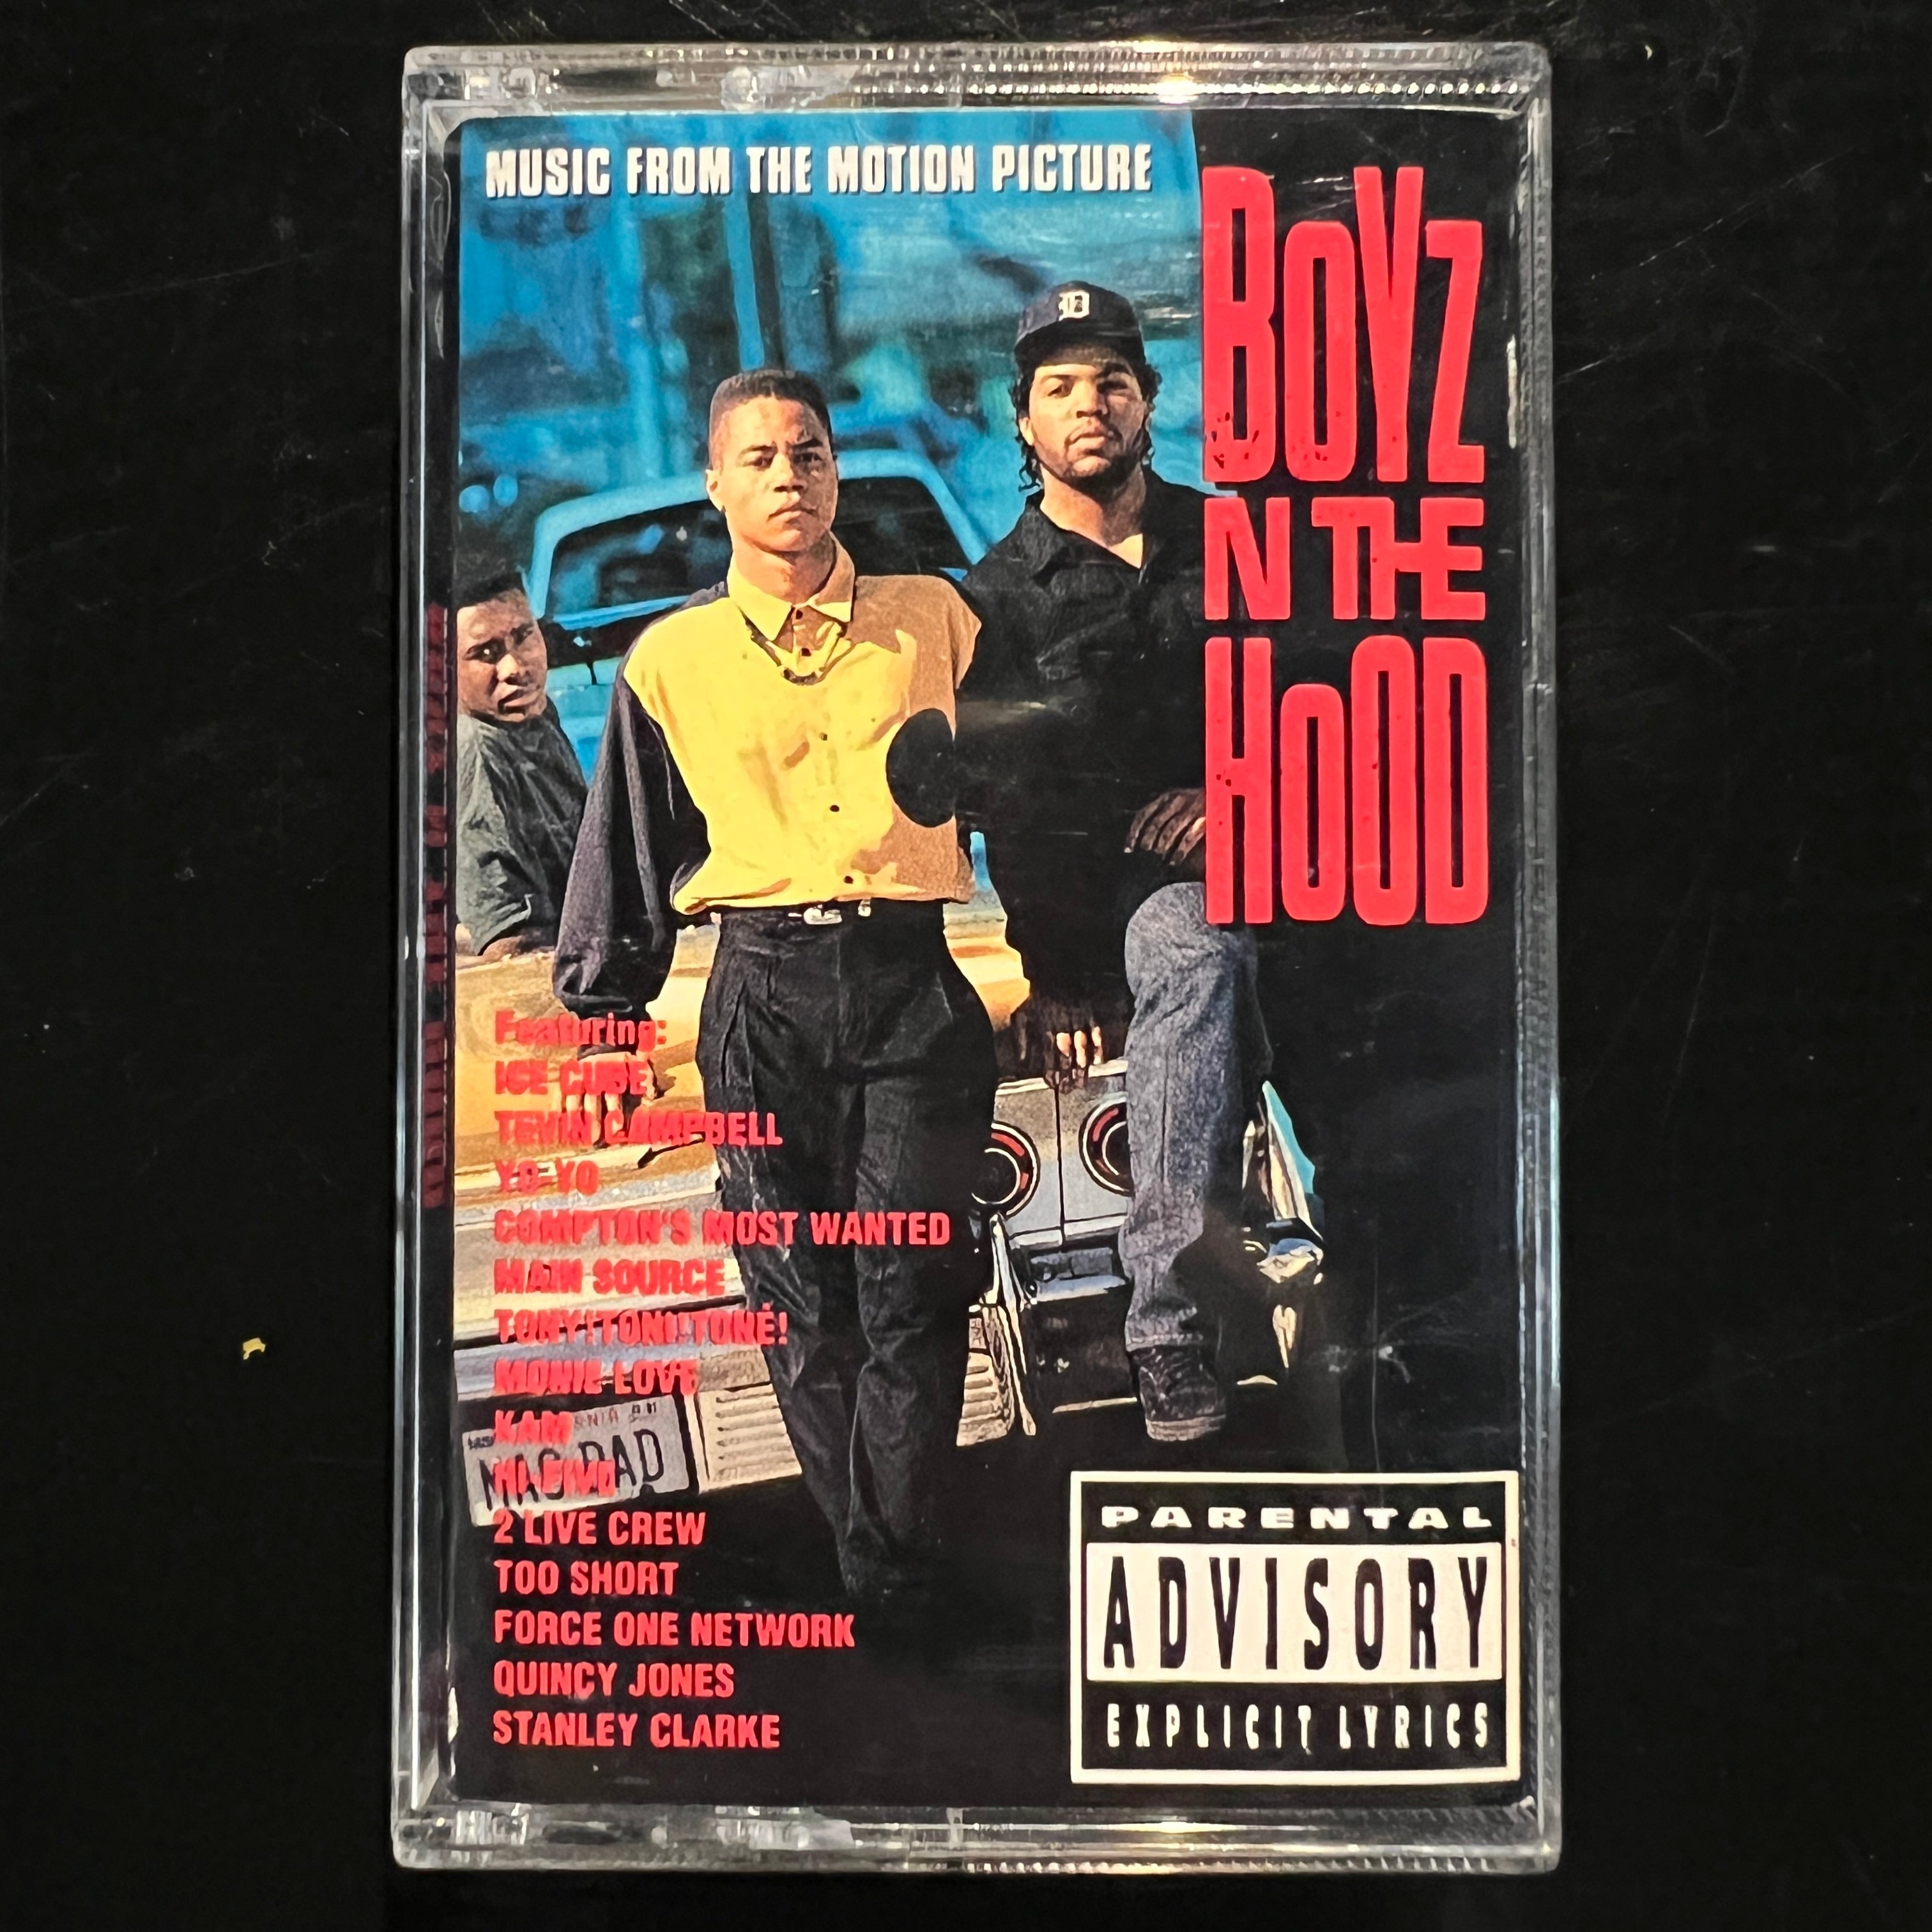 MUSIC FROM THE MOTION PICTURE
BoYz
N THE
HoOD
Featuring:
ICE CUBE
TEVIN CAMPBELL
YO-YO
COMPTON'S MOST WANTED
MAIN SOURCE
TONY!TONI!TONÉ!
MONIE LOVE
KAM
HI-FIVE
2 LIVE CREW
TOO SHORT
FORCE ONE NETWORK
QUINCY JONES
STANLEY CLARKE
MAC DAD
D
PARENTAL
ADVISORY
EXPLICIT LYRICS